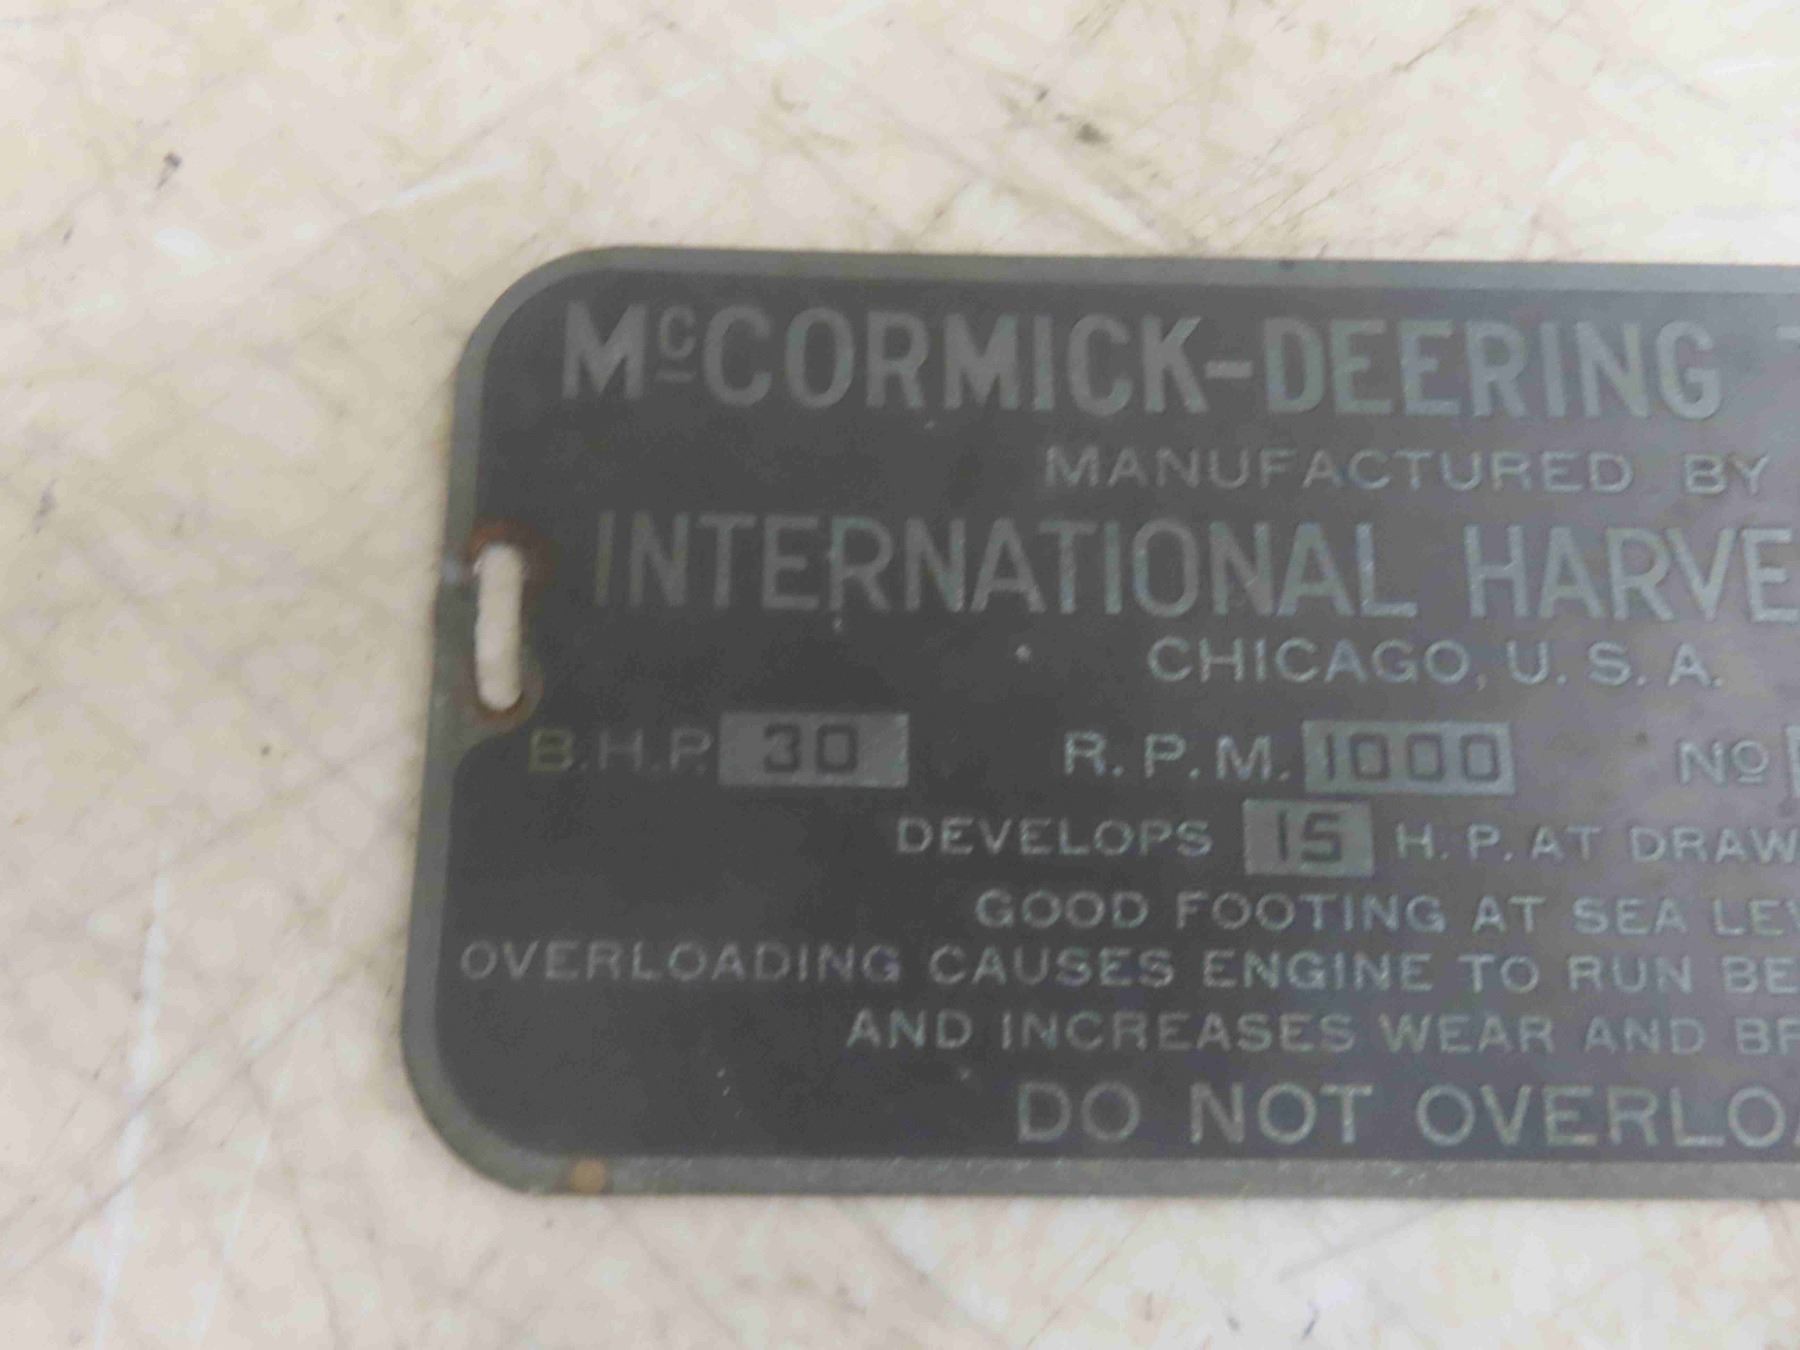 McCORMICK-DEERING
MANUFACTURED BY
INTERNATIONAL
CHICAGO, U.S.A.
B.H.P. 30 R.P.M. 1000 No
DEVELOPS 15 H.P. AT
GOOD FOOTING AT SEA
OVERLOADING CAUSES ENGINE TO RUN
AND INCREASES WEAR AND
DO NOT